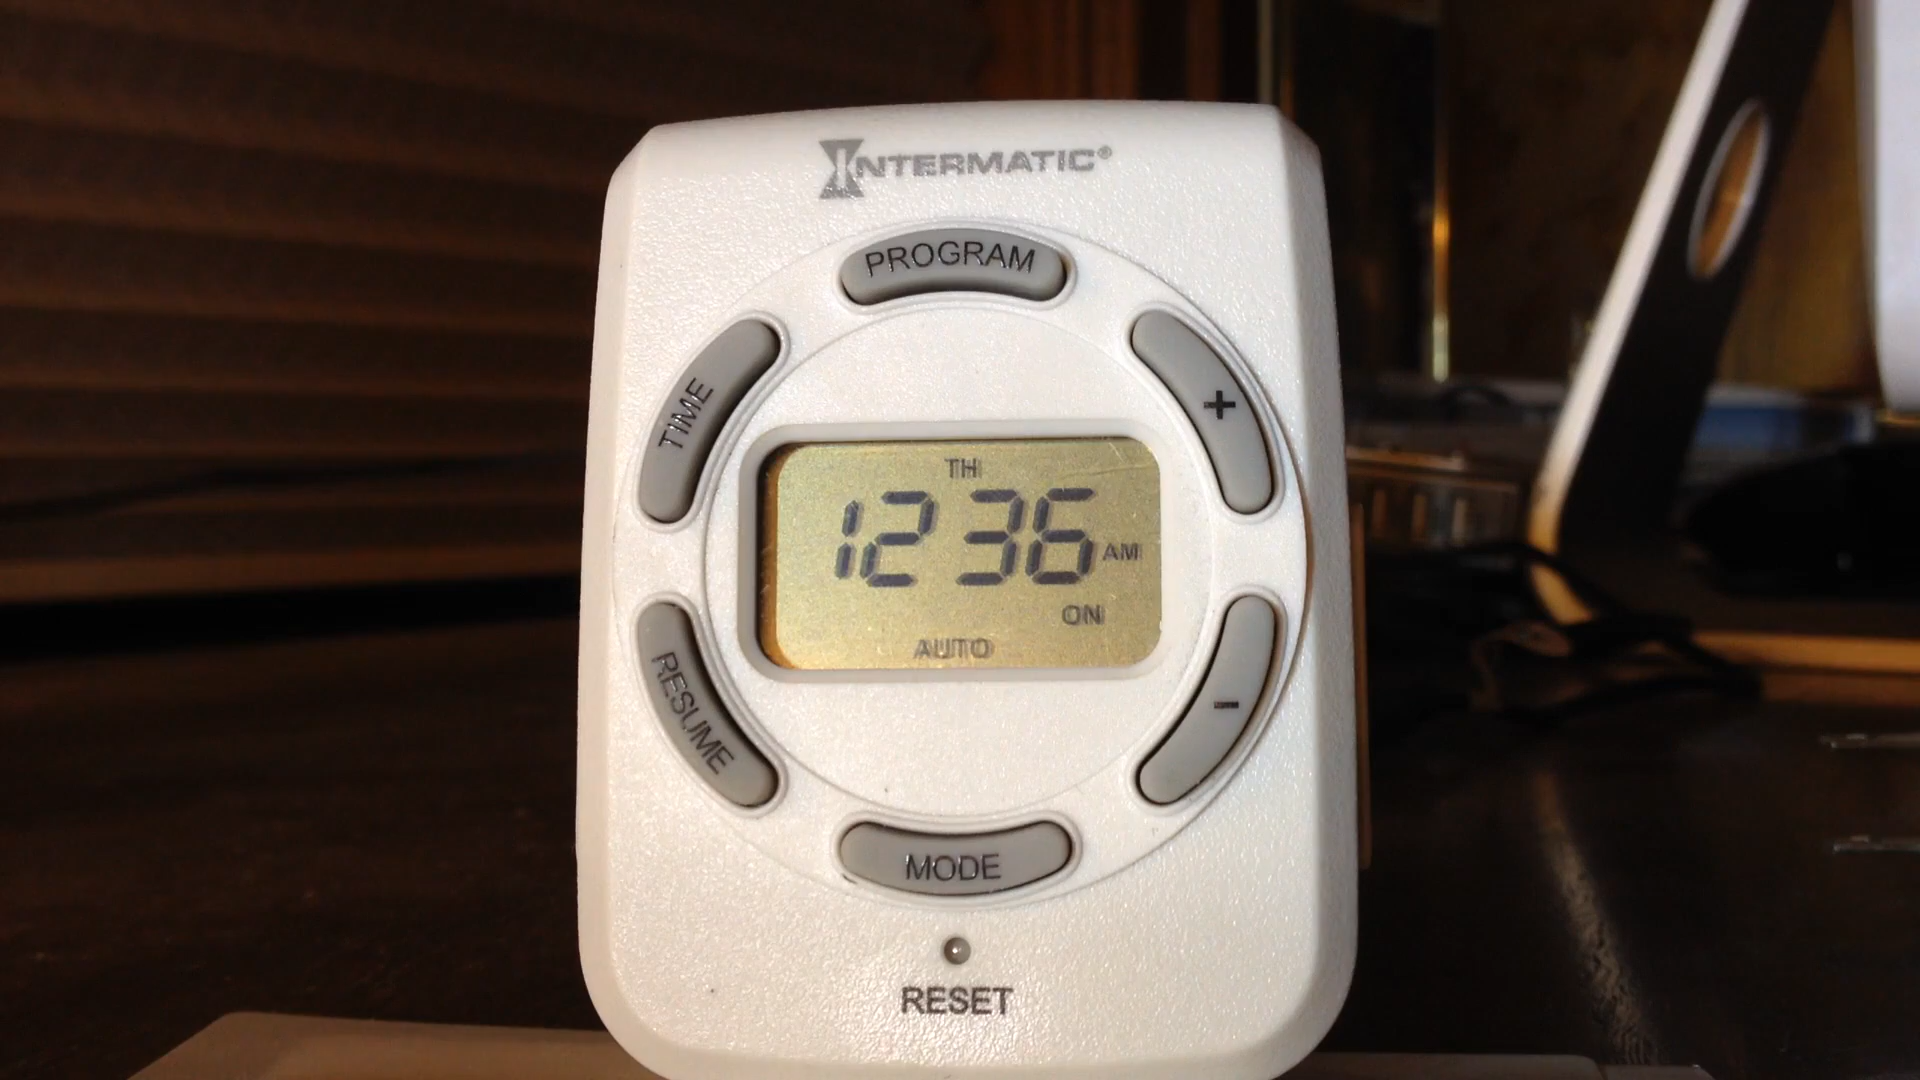 INTERMATIC®
PROGRAM
TIME
+
TH
12 36 AM
ON
AUTO
RESUME
-
MODE
RESET